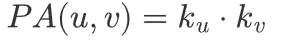 PA(u, v) = k_u · k_v